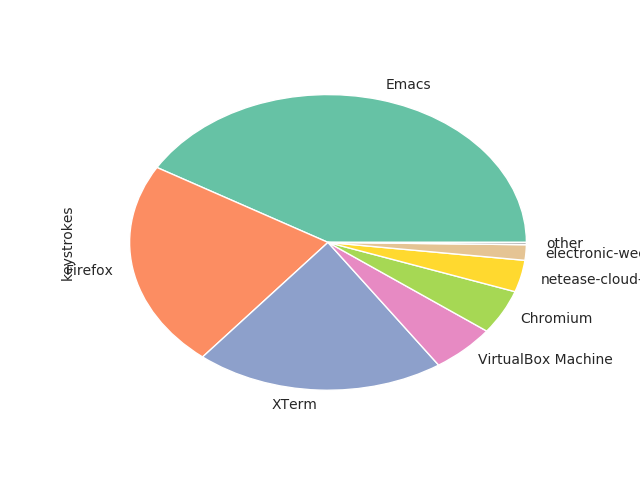 Emacs
keystrokes
Firefox
other
electronic-wec
netease-cloud-
Chromium
VirtualBox Machine
XTerm